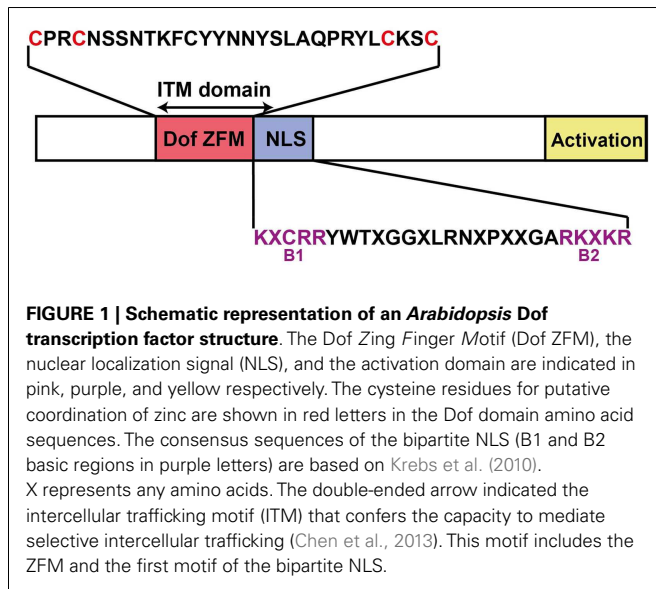 CPRCNSSNTKFCYYNNYSLAQPRYLCKSC
ITM domain
Dof ZFM
NLS
Activation
KXCRRYWTXGGXLRNXPXXGARKXKR
B1
B2
FIGURE 1 | Schematic representation of an Arabidopsis Dof
transcription factor structure. The Dof Zing Finger Motif (Dof ZFM), the
nuclear localization signal (NLS), and the activation domain are indicated in
pink, purple, and yellow respectively. The cysteine residues for putative
coordination of zinc are shown in red letters in the Dof domain amino acid
sequences. The consensus sequences of the bipartite NLS (B1 and B2
basic regions in purple letters) are based on Krebs et al. (2010).
X represents any amino acids. The double-ended arrow indicated the
intercellular trafficking motif (ITM) that confers the capacity to mediate
selective intercellular trafficking (Chen et al., 2013). This motif includes the
ZFM and the first motif of the bipartite NLS.